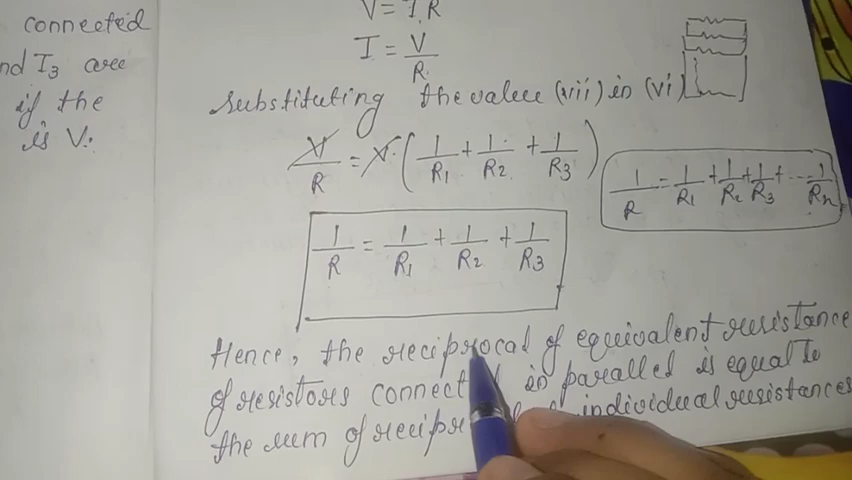 connected
nd I3 are
if the
is V.
V = I R
I = V/R
substituting the value (vii) in (vi)
V/R = V. (1/R1 + 1/R2 + 1/R3)
1/R = 1/R1 + 1/R2 + 1/R3 + ... 1/Rn
1/R = 1/R1 + 1/R2 + 1/R3
Hence, the reciprocal of equivalent resistance
of resistors connect in parallel is equal to
the sum of recipr individual resistances